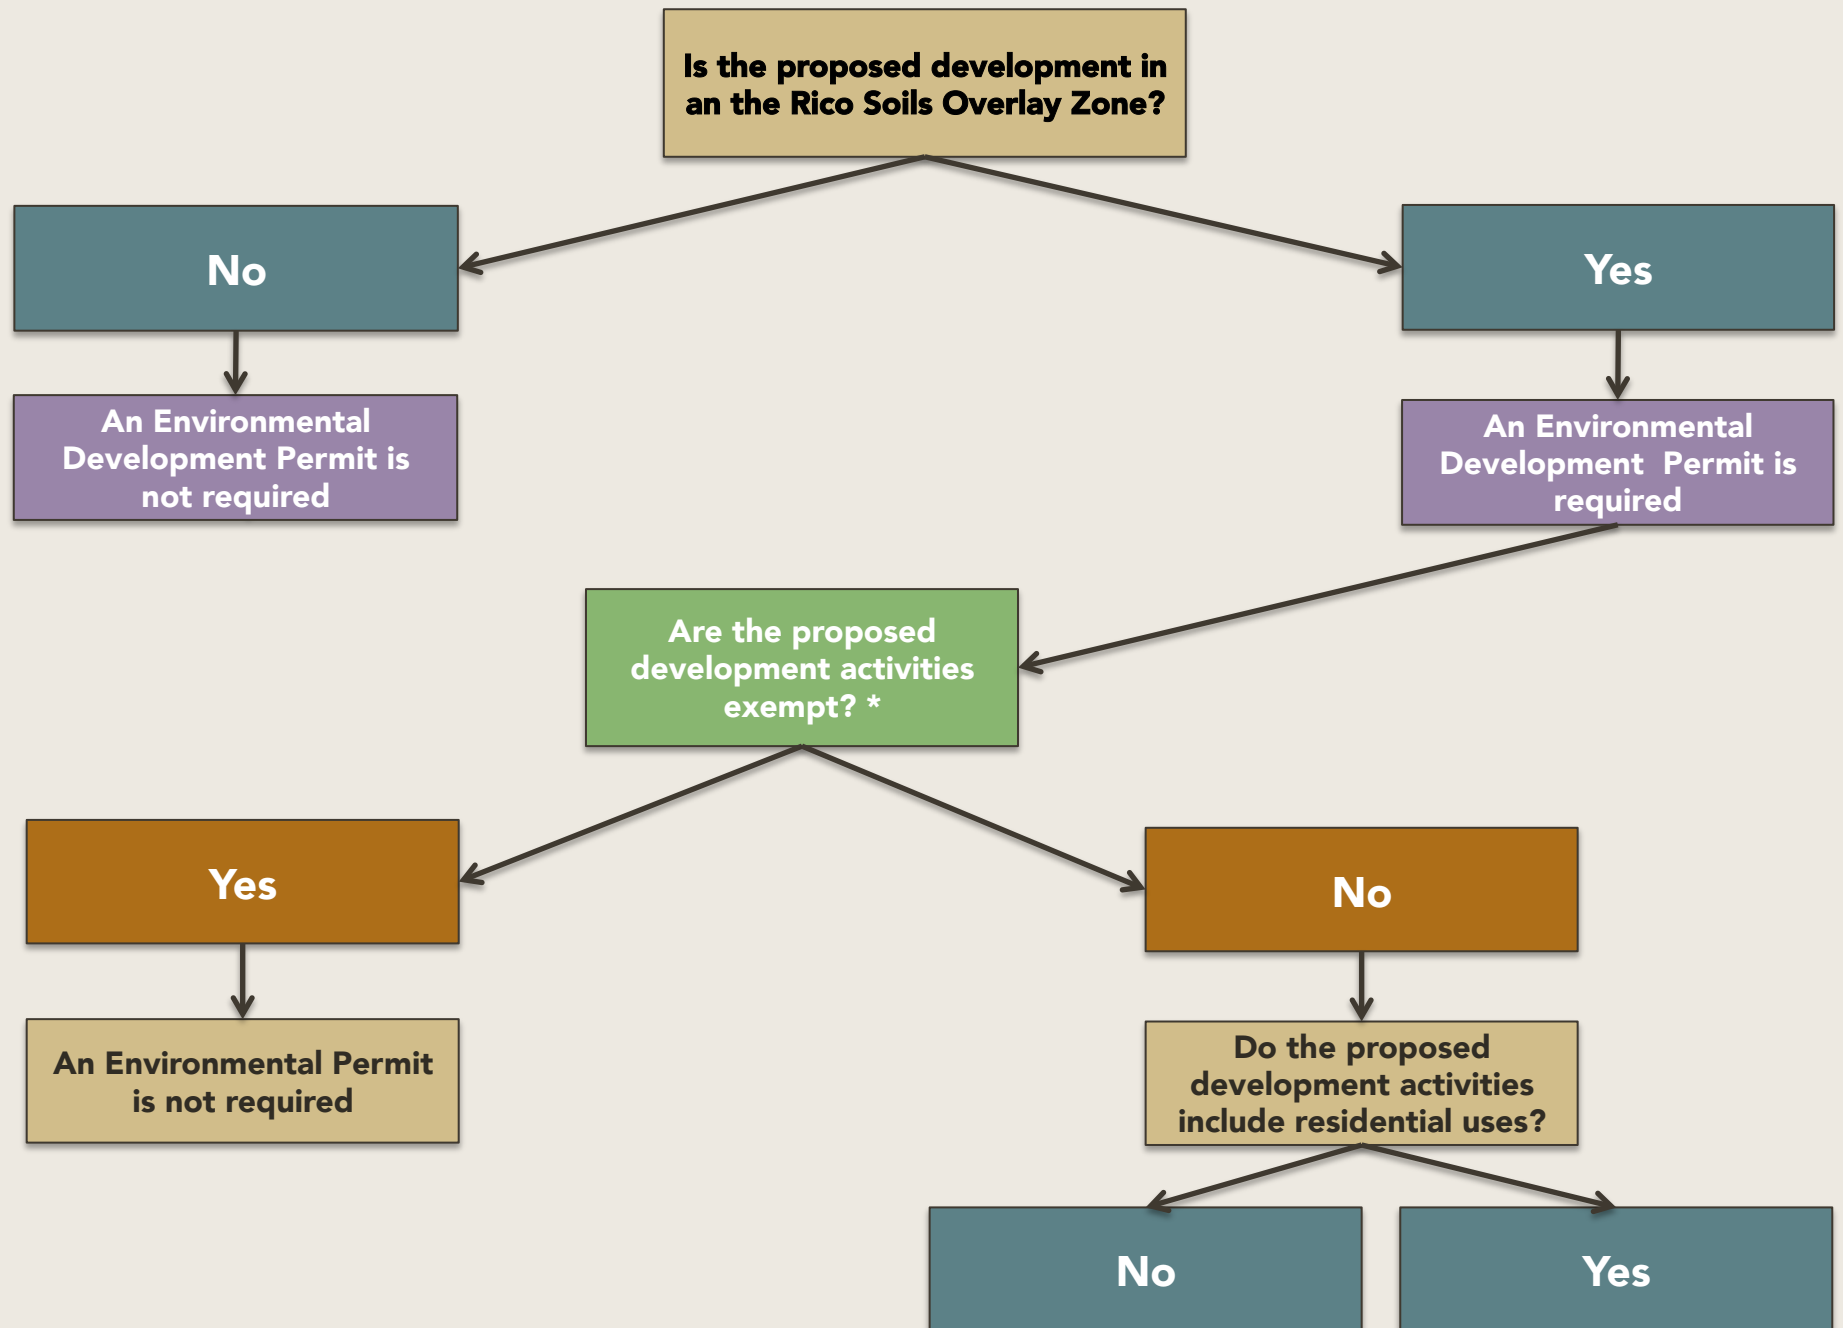 Is the proposed development in
an the Rico Soils Overlay Zone?
No
Yes
An Environmental
Development Permit is
not required
An Environmental
Development  Permit is
required
Are the proposed
development activities
exempt? *
Yes
No
An Environmental Permit
is not required
Do the proposed
development activities
include residential uses?
No
Yes